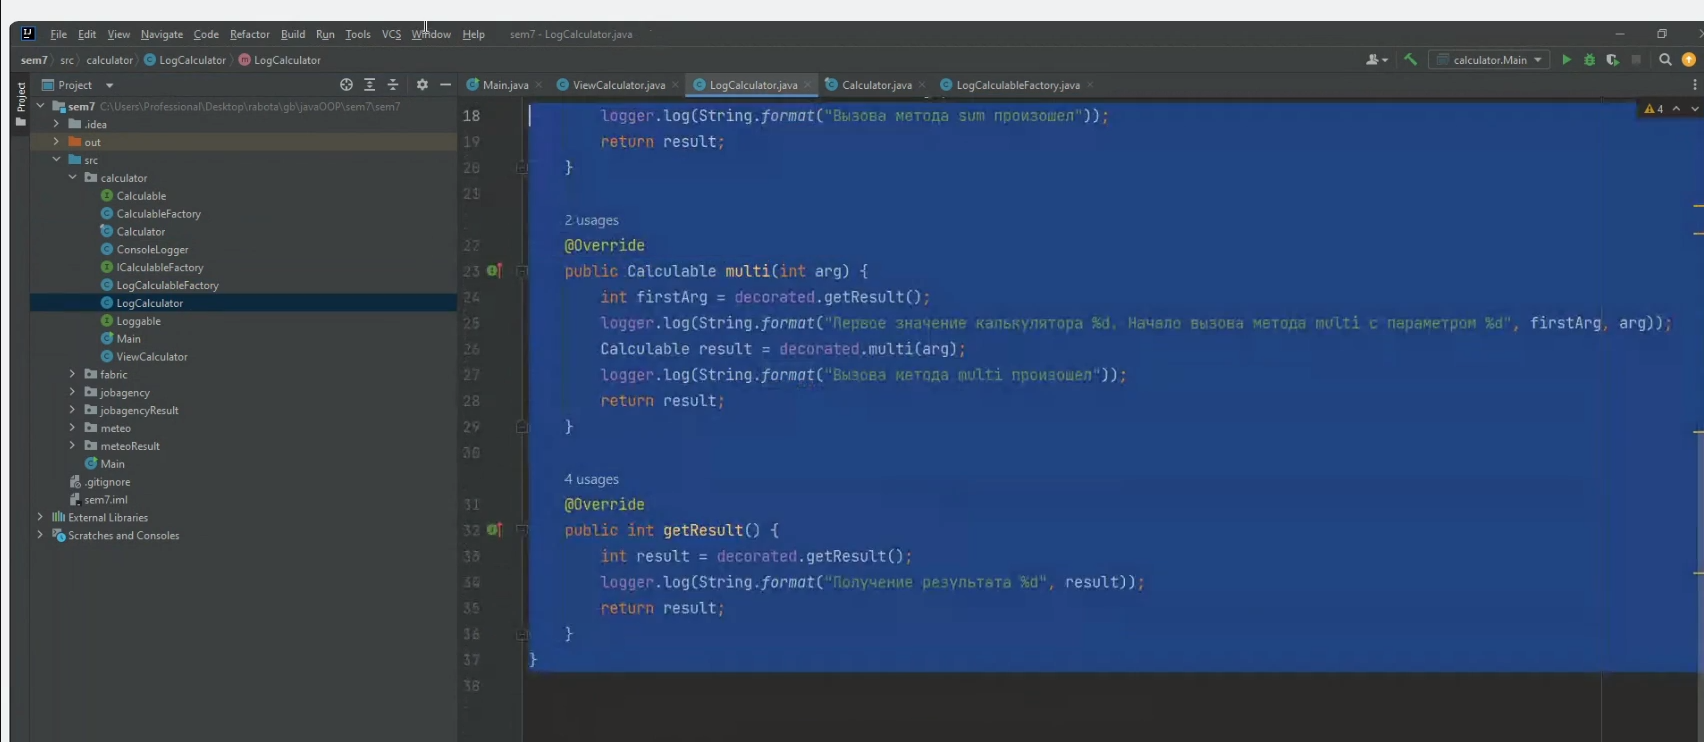 File Edit View Navigate Code Refactor Build Run Tools VCS Window Help sem7 - LogCalculator.java
sem7 src calculator LogCalculator LogCalculator calculator.Main
Project
Project
Main.java ViewCalculator.java LogCalculator.java Calculator.java LogCalculableFactory.java
sem7 C:\Users\Professional\Desktop\rabota\gb\javaOOP\sem7\sem7
.idea
out
src
calculator
Calculable
CalculableFactory
Calculator
ConsoleLogger
ICalculableFactory
LogCalculableFactory
LogCalculator
Loggable
Main
ViewCalculator
fabric
jobagency
jobagencyResult
meteo
meteoResult
Main
.gitignore
sem7.iml
External Libraries
Scratches and Consoles
4
18 logger.log(String.format("Вызова метода sum произошел"));
19 return result;
20 }
21
2 usages
22 @Override
23 public Calculable multi(int arg) {
24 int firstArg = decorated.getResult();
25 logger.log(String.format("Первое значение калькулятора %d. Начало вызова метода multi с параметром %d", firstArg, arg));
26 Calculable result = decorated.multi(arg);
27 logger.log(String.format("Вызова метода multi произошел"));
28 return result;
29 }
30
4 usages
31 @Override
32 public int getResult() {
33 int result = decorated.getResult();
34 logger.log(String.format("Получение результата %d", result));
35 return result;
36 }
37 }
38